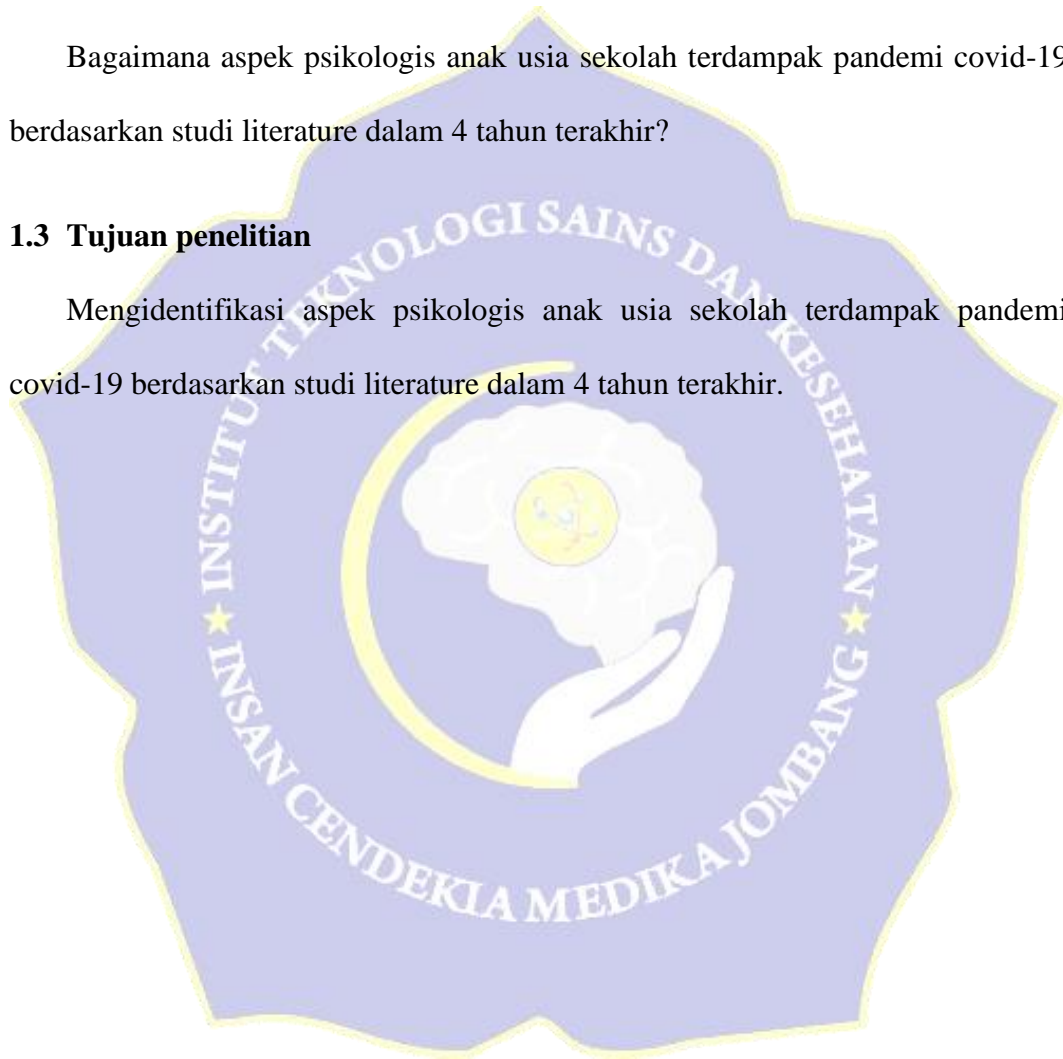 Bagaimana aspek psikologis anak usia sekolah terdampak pandemi covid-19
berdasarkan studi literature dalam 4 tahun terakhir?
1.3 Tujuan penelitian
Mengidentifikasi aspek psikologis anak usia sekolah terdampak pandemi
covid-19 berdasarkan studi literature dalam 4 tahun terakhir.
INSTITUT TEKNOLOGI SAINS DAN KESEHATAN
INSAN CENDEKIA MEDIKA JOMBANG